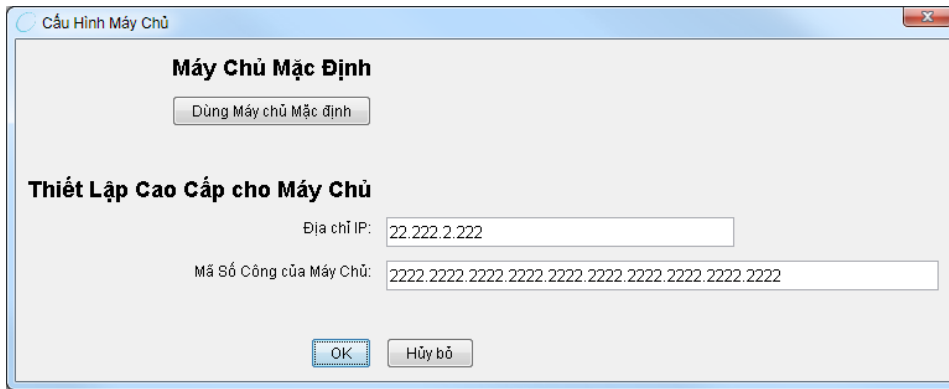 Cấu Hình Máy Chủ
Máy Chủ Mặc Định
Dùng Máy chủ Mặc định
Thiết Lập Cao Cấp cho Máy Chủ
Địa chỉ IP: 22.222.2.222
Mã Số Công của Máy Chủ: 2222.2222.2222.2222.2222.2222.2222.2222.2222.2222
OK Hủy bỏ